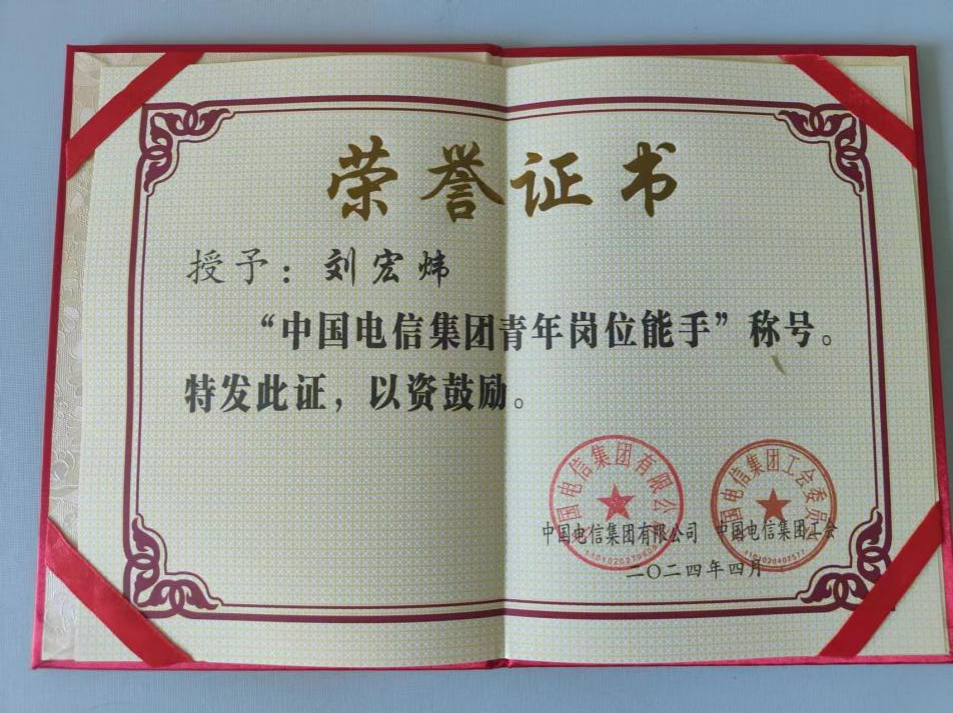 荣誉证书
授予：刘宏炜
“中国电信集团青年岗位能手”称号。
特发此证，以资鼓励。
中国电信集团有限公司 中国电信集团工会
二〇二四年四月
中国电信集团有限公司
中国电信集团工会委员会